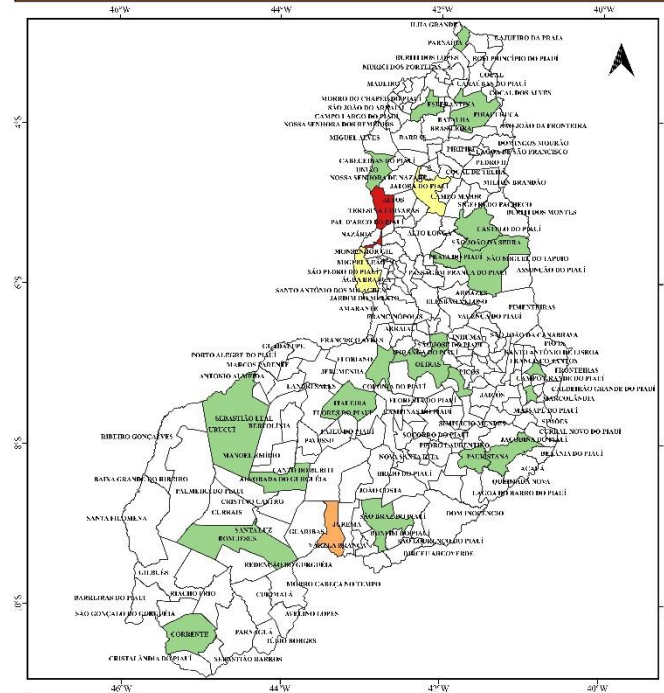 46°W 44°W 42°W 40°W
ILHA GRANDE
CAJUEIRO DA PRAIA
PARNAÍBA
BURITI DOS LOPES
BOM PRINCÍPIO DO PIAUÍ
MURICI DOS PORTELAS
COCAL
MADEIRO
CARAÚBAS DO PIAUÍ
COCAL DOS ALVES
MORRO DO CHAPÉU DO PIAUÍ
ESPERANTINA
SÃO JOÃO DO ARRAIAL
PIRACURUCA
CAMPO LARGO DO PIAUÍ
BATALHA
NOSSA SENHORA DOS REMÉDIOS
SÃO JOÃO DA FRONTEIRA
BRASILEIRA
MIGUEL ALVES
BARRAS
DOMINGOS MOURÃO
PIRIPIRI
LAGOA DE SÃO FRANCISCO
CABECEIRAS DO PIAUÍ
PEDRO II
UNIÃO
COCAL DE TELHA
NOSSA SENHORA DE NAZARÉ
MILTON BRANDÃO
JATOBÁ DO PIAUÍ
CAMPO MAIOR
ALTOS
SIGEFREDO PACHECO
TERESINA
COIVARAS
BURITI DOS MONTES
PAU D'ARCO DO PIAUÍ
CASTELO DO PIAUÍ
NAZÁRIA
ALTO LONGÁ
SÃO JOÃO DA SERRA
MONSENHOR GIL
PRATA DO PIAUÍ
SÃO MIGUEL DO TAPUIO
MIGUEL LEÃO
SÃO PEDRO DO PIAUÍ
PASSAGEM FRANCA DO PIAUÍ
ASSUNÇÃO DO PIAUÍ
ÁGUA BRANCA
SANTO ANTÔNIO DOS MILAGRES
AROAZES
JARDIM DO MULATO
ELESBÃO VELOSO
PIMENTEIRAS
AMARANTE
VALENÇA DO PIAUÍ
FRANCINÓPOLIS
ARRAIAL
FRANCISCO AYRES
INHUMA
SÃO JOÃO DA CANABRAVA
GUADALUPE
SÃO JOSÉ DO PIAUÍ
PIO IX
PORTO ALEGRE DO PIAUÍ
FLORIANO
IPIRANGA DO PIAUÍ
SANTO ANTÔNIO DE LISBOA
MARCOS PARENTE
OEIRAS
FRANCISCO SANTOS
JERUMENHA
PICOS
FRONTEIRAS
ANTONIO ALMEIDA
CAMPO GRANDE DO PIAUÍ
LANDRI SALES
COLÔNIA DO PIAUÍ
CALDEIRÃO GRANDE DO PIAUÍ
JAICÓS
MARCOLÂNDIA
ITAUEIRA
SEBASTIÃO LEAL
FLORES DO PIAUÍ
CAMPINAS DO PIAUÍ
MASSAPÊ DO PIAUÍ
URUÇUÍ
BERTOLÍNIA
SIMPLÍCIO MENDES
SIMÕES
CURRAL NOVO DO PIAUÍ
RIBEIRO GONÇALVES
PAVUSSU
SOCORRO DO PIAUÍ
JACOBINA DO PIAUÍ
PEDRO LAURENTINO
BETÂNIA DO PIAUÍ
MANOEL EMÍDIO
NOVA SANTA RITA
PAULISTANA
ACAUÃ
CANTO DO BURITI
BAIXA GRANDE DO RIBEIRO
ALVORADA DO GURGUÉIA
BREJO DO PIAUÍ
QUEIMADA NOVA
PALMEIRA DO PIAUÍ
LAGOA DO BARRO DO PIAUÍ
CRISTINO CASTRO
JOÃO COSTA
CURRAIS
SANTA FILOMENA
DOM INOCÊNCIO
SANTA LUZ
JUREMA
SÃO BRAZ DO PIAUÍ
GUARIBAS
BOM JESUS
BONFIM DO PIAUÍ
VÁRZEA BRANCA
SÃO LOURENÇO DO PIAUÍ
DIRCEU ARCOVERDE
REDENÇÃO DO GURGUÉIA
GILBUÉS
MORRO CABEÇA NO TEMPO
RIACHO FRIO
BARREIRAS DO PIAUÍ
CURIMATÁ
AVELINO LOPES
SÃO GONÇALO DO GURGUÉIA
PARNAGUÁ
CORRENTE
JÚLIO BORGES
CRISTALÂNDIA DO PIAUÍ
SEBASTIÃO BARROS
4°S
6°S
8°S
10°S
46°W 44°W 42°W 40°W